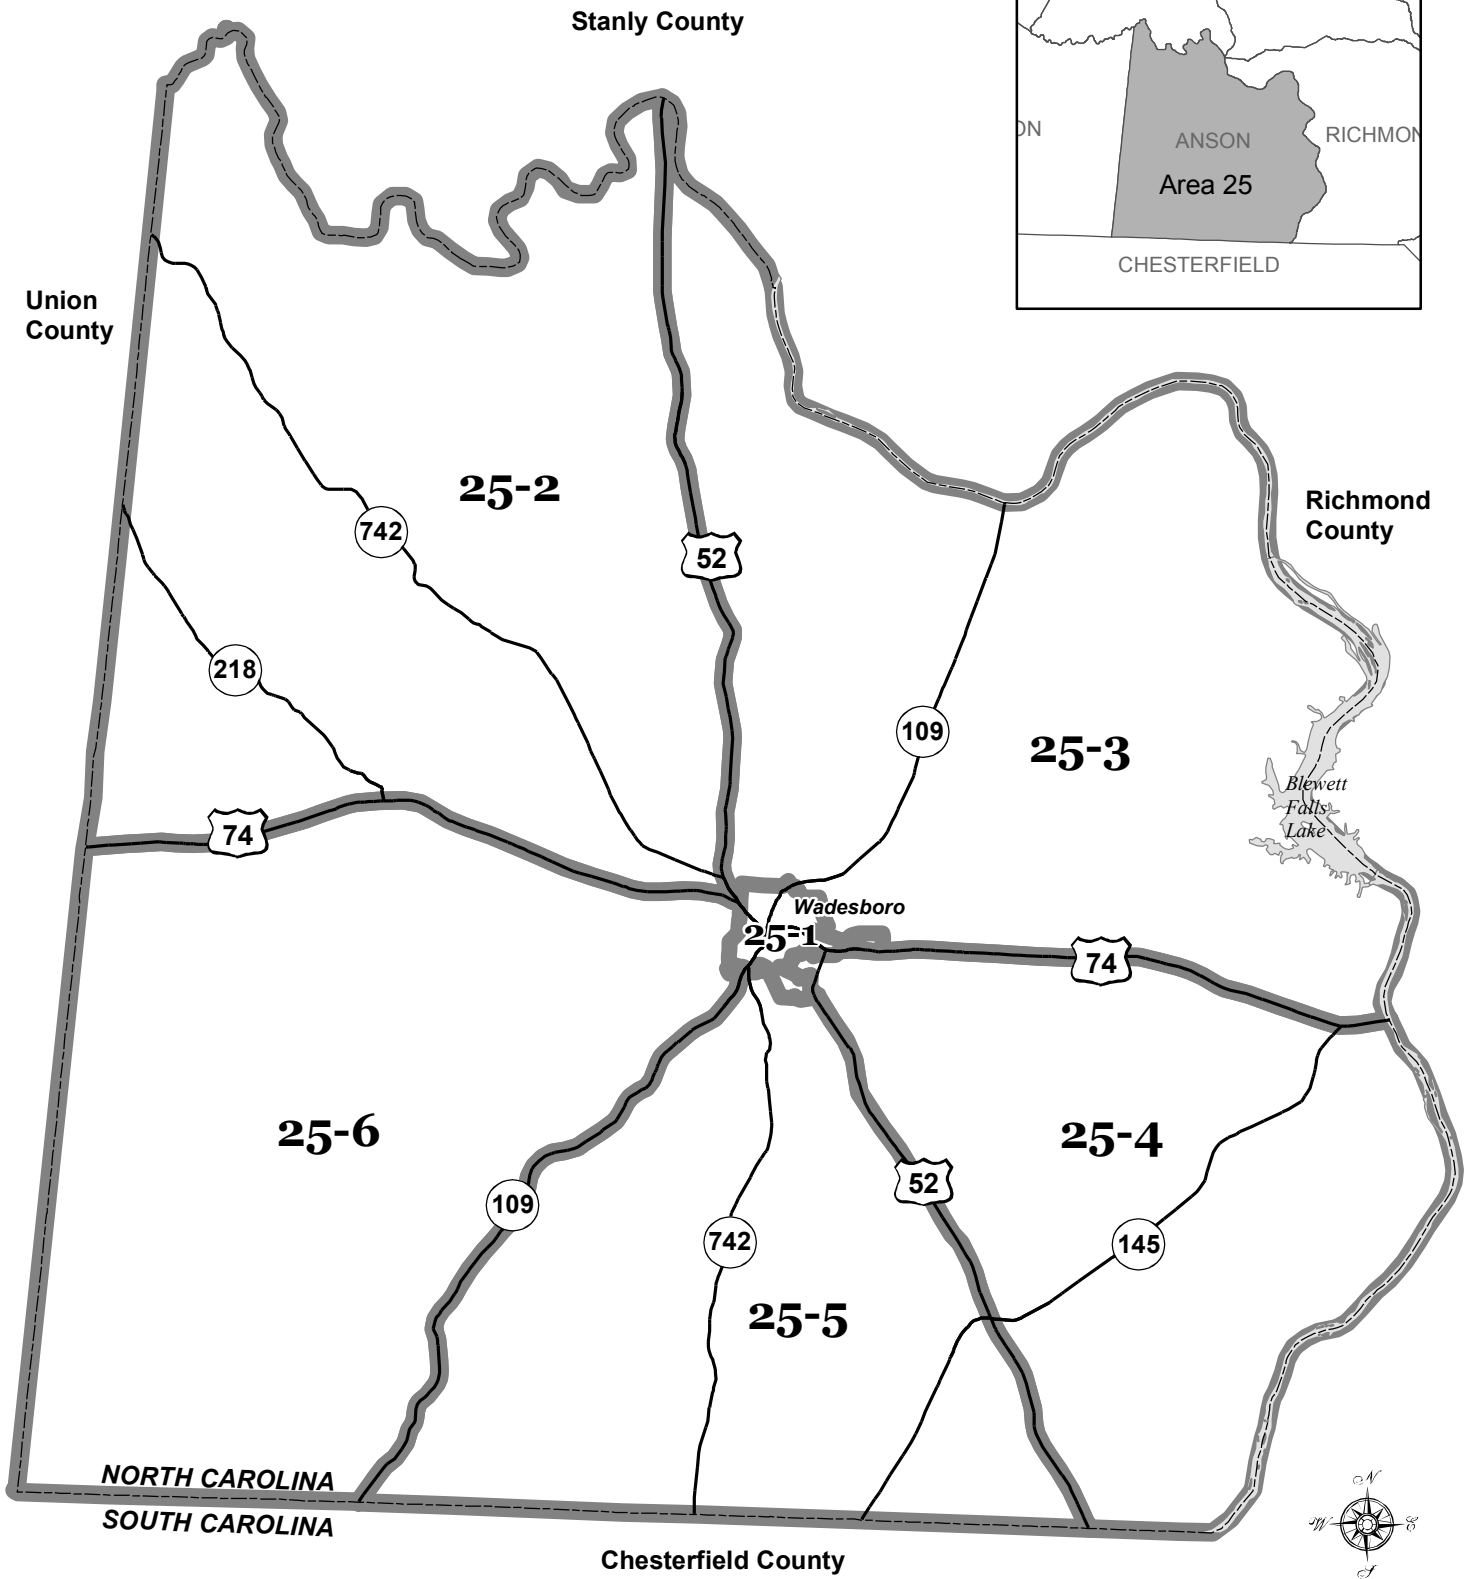 Stanly County
ON
ANSON
RICHMON
Area 25
CHESTERFIELD
Union
County
25-2
742
52
Richmond
County
218
109
25-3
Blewett
Falls
Lake
74
Wadesboro
25-1
74
25-6
25-4
109
52
742
145
25-5
NORTH CAROLINA
SOUTH CAROLINA
Chesterfield County
N
W
E
S